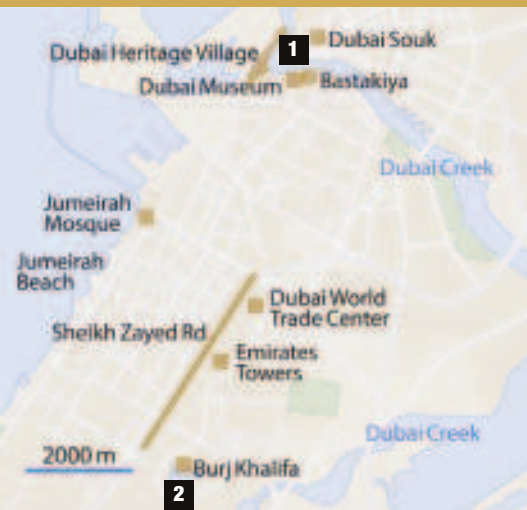 1
Dubai Souk
Dubai Heritage Village
Dubai Museum
Bastakiya
Dubai Creek
Jumeirah
Mosque
Jumeirah
Beach
Dubai World
Trade Center
Sheikh Zayed Rd
Emirates
Towers
Dubai Creek
2000 m
Burj Khalifa
2